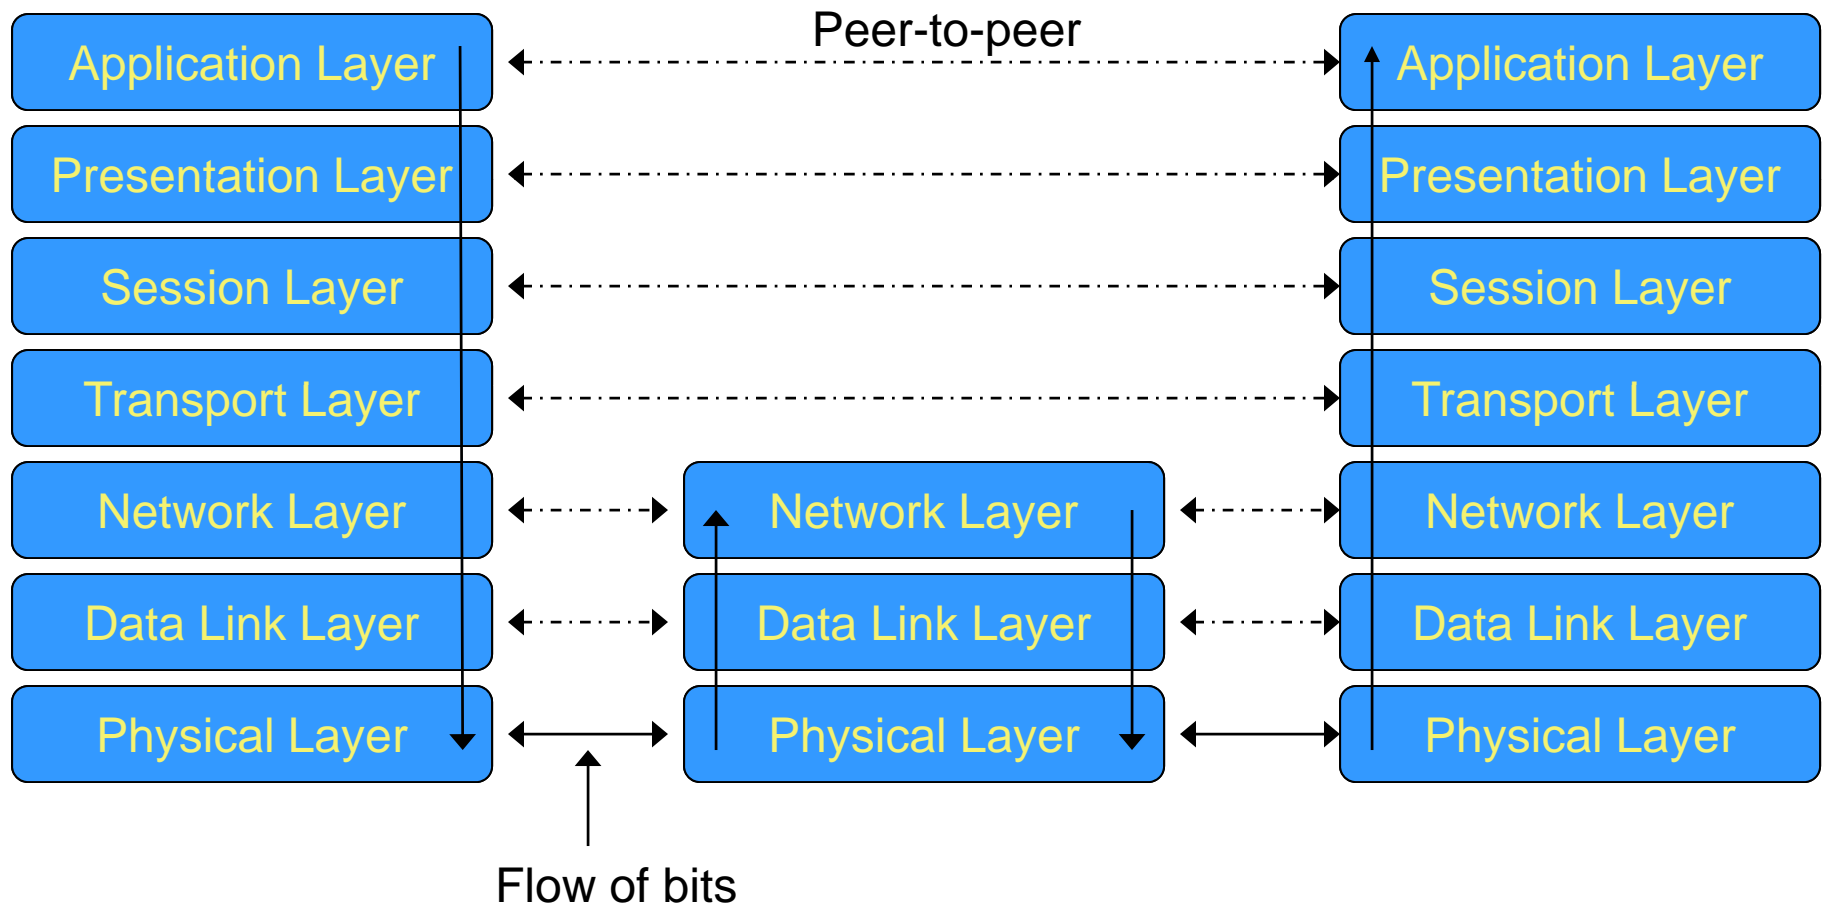 Peer-to-peer
Application Layer
Application Layer
Presentation Layer
Presentation Layer
Session Layer
Session Layer
Transport Layer
Transport Layer
Network Layer
Network Layer
Network Layer
Data Link Layer
Data Link Layer
Data Link Layer
Physical Layer
Physical Layer
Physical Layer
Flow of bits